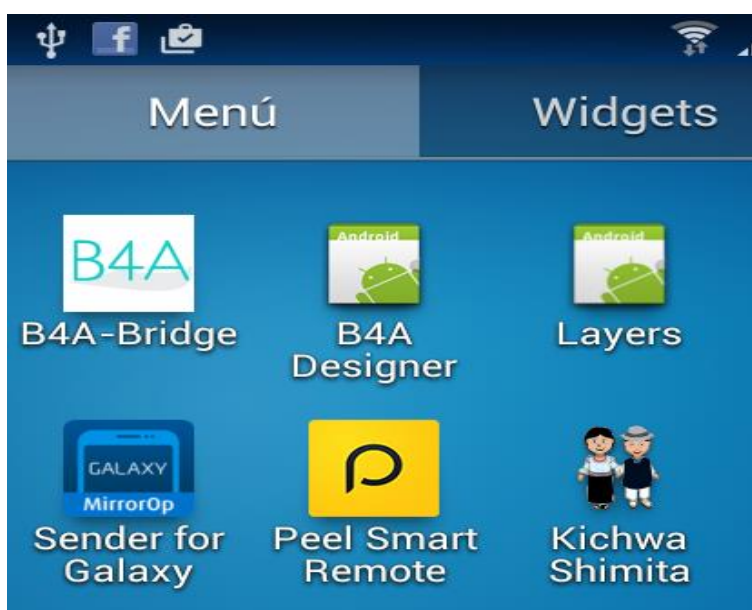 Menú
Widgets
B4A
Android
Android
B4A-Bridge
B4A
Designer
Layers
GALAXY
MirrorOp
Sender for
Galaxy
Peel Smart
Remote
Kichwa
Shimita